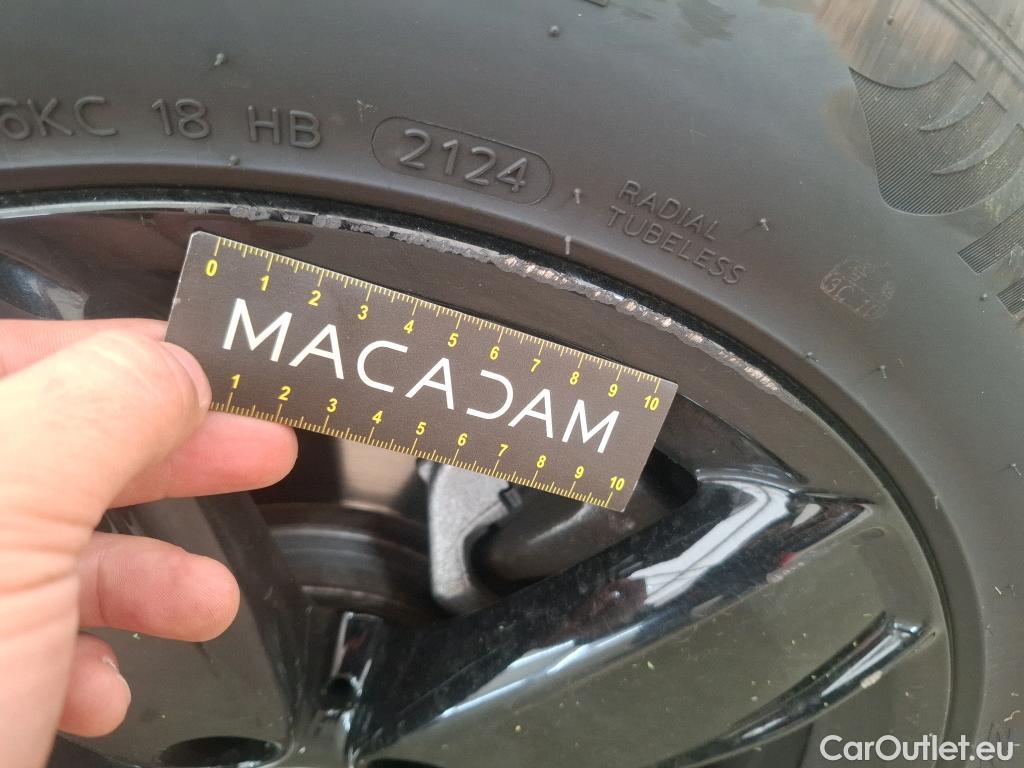 6KC 18 HB 2124
RADIAL
TUBELESS
0 1 2 3 4 5 6 7 8 9 10
MACADAM
1 2 3 4 5 6 7 8 9 10
CarOutlet.eu